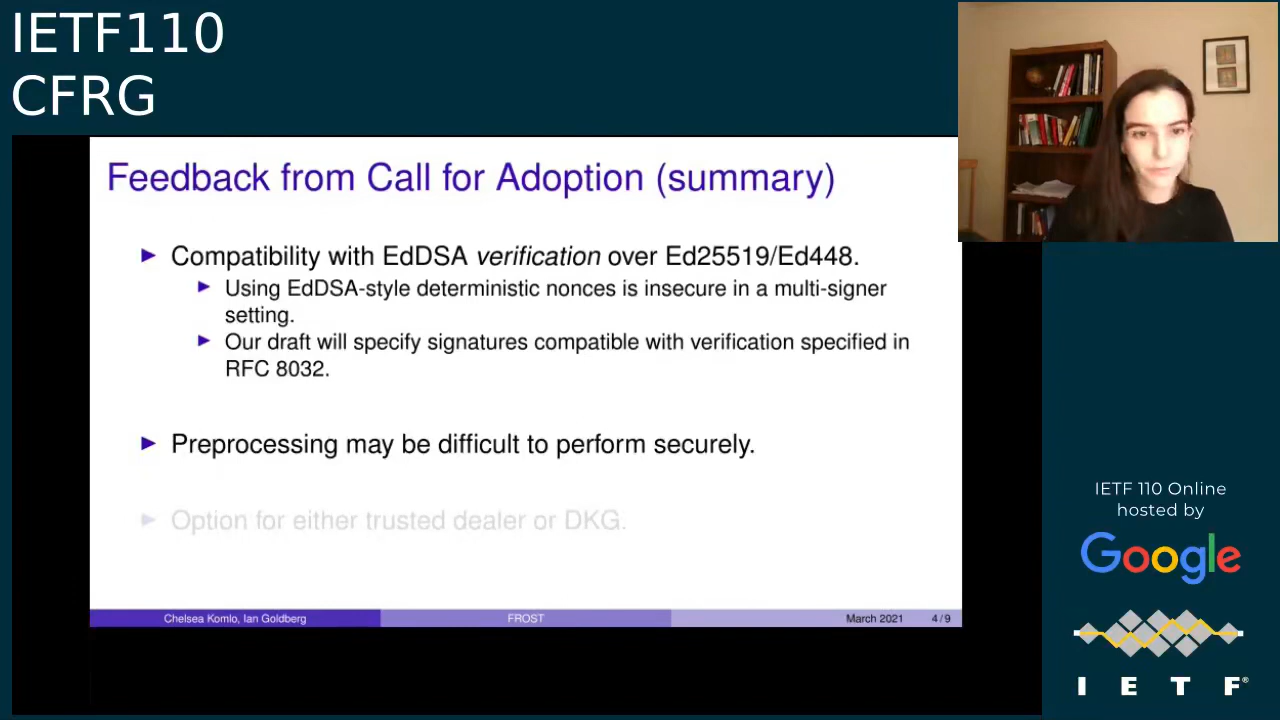 IETF110
CFRG
Feedback from Call for Adoption (summary)
Compatibility with EdDSA verification over Ed25519/Ed448.
Using EdDSA-style deterministic nonces is insecure in a multi-signer
setting.
Our draft will specify signatures compatible with verification specified in
RFC 8032.
Preprocessing may be difficult to perform securely.
Option for either trusted dealer or DKG.
Chelsea Komlo, Ian Goldberg
FROST
March 2021
4/9
IETF 110 Online
hosted by
Google
I E T F®